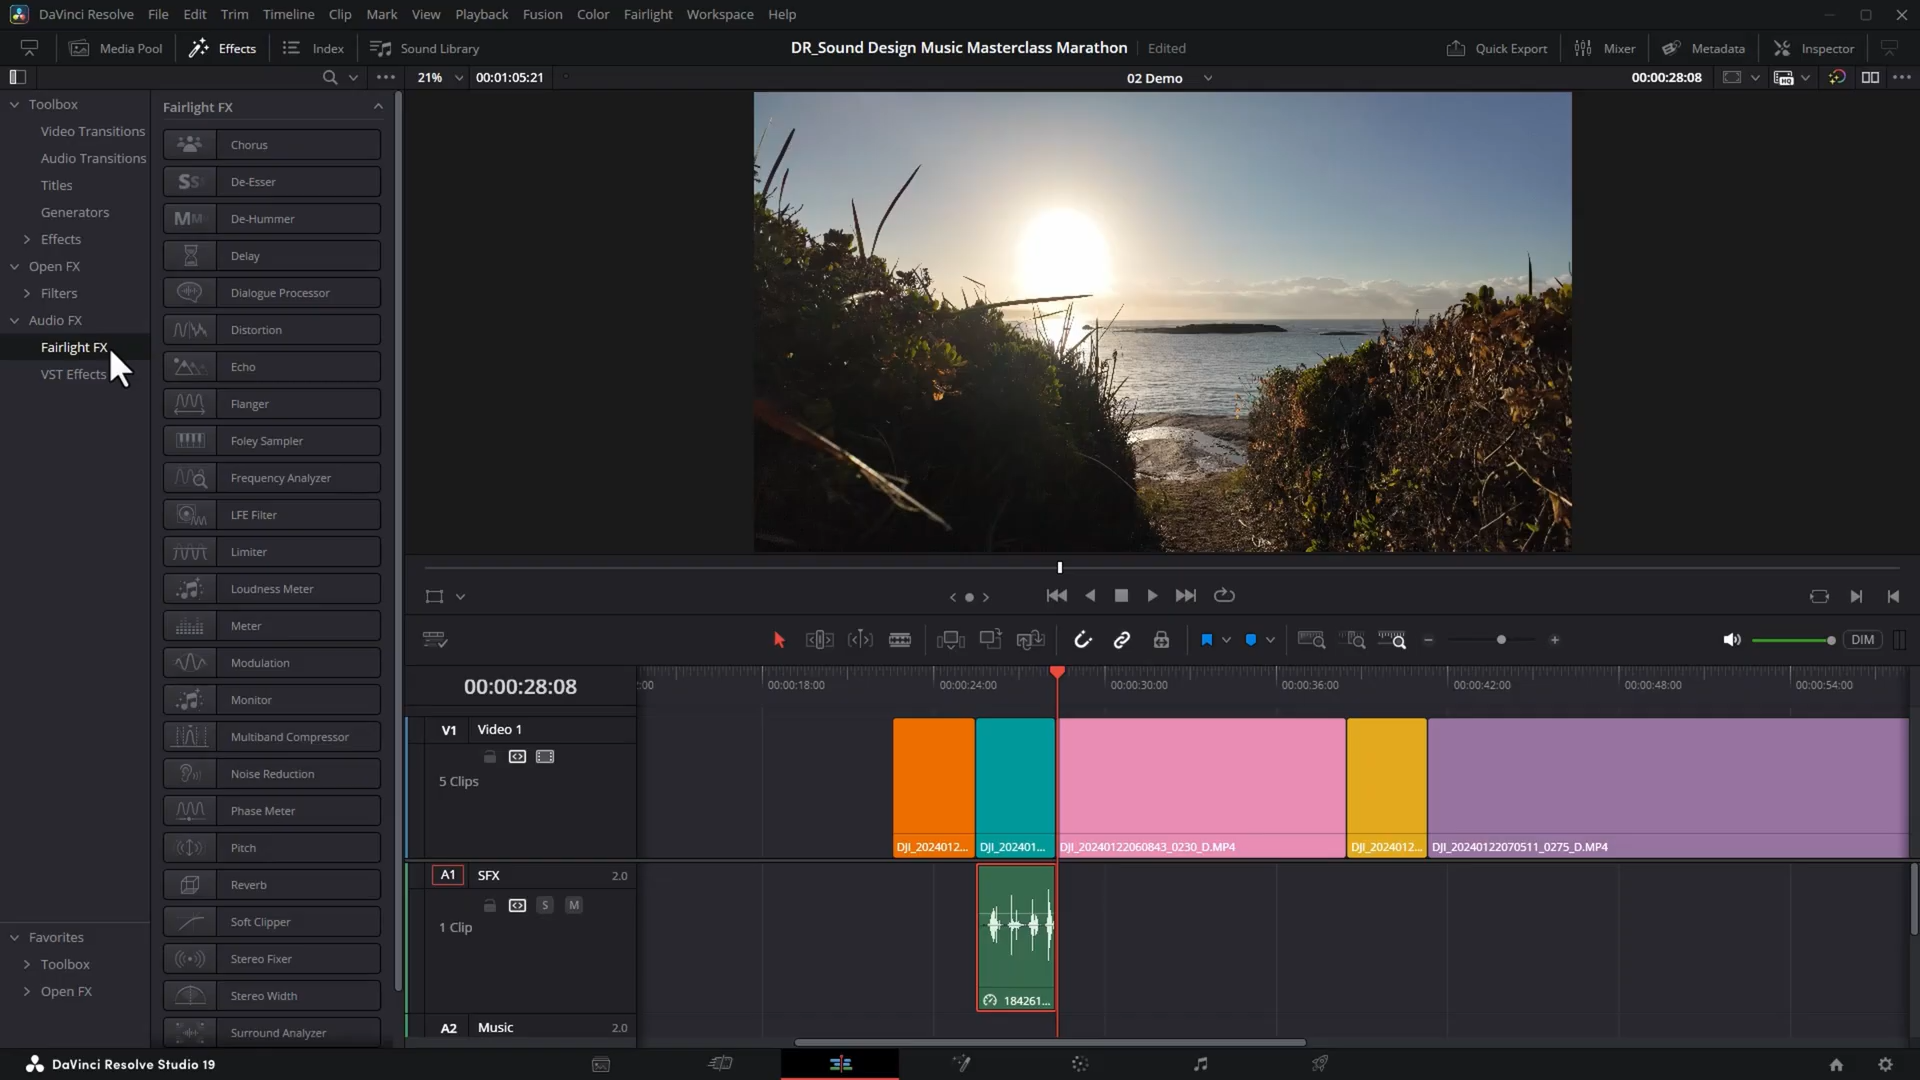 DaVinci Resolve File Edit Trim Timeline Clip Mark View Playback Fusion Color Fairlight Workspace Help
Media Pool Effects Index Sound Library DR_Sound Design Music Masterclass Marathon Edited Quick Export Mixer Metadata Inspector
21% 00:01:05:21 02 Demo 00:00:28:08
Toolbox
Video Transitions
Audio Transitions
Titles
Generators
Effects
Open FX
Filters
Audio FX
Fairlight FX
VST Effects
Favorites
Toolbox
Open FX
Fairlight FX
Chorus
De-Esser
De-Hummer
Delay
Dialogue Processor
Distortion
Echo
Flanger
Foley Sampler
Frequency Analyzer
LFE Filter
Limiter
Loudness Meter
Meter
Modulation
Monitor
Multiband Compressor
Noise Reduction
Phase Meter
Pitch
Reverb
Soft Clipper
Stereo Fixer
Stereo Width
Surround Analyzer
DIM
00:00:28:08 :00 00:00:18:00 00:00:24:00 00:00:30:00 00:00:36:00 00:00:42:00 00:00:48:00 00:00:54:00
V1 Video 1
5 Clips
DJI_2024012... DJI_202401... DJI_20240122060843_0230_D.MP4 DJI_2024012... DJI_20240122070511_0275_D.MP4
A1 SFX 2.0
S M
1 Clip
184261...
A2 Music 2.0
DaVinci Resolve Studio 19